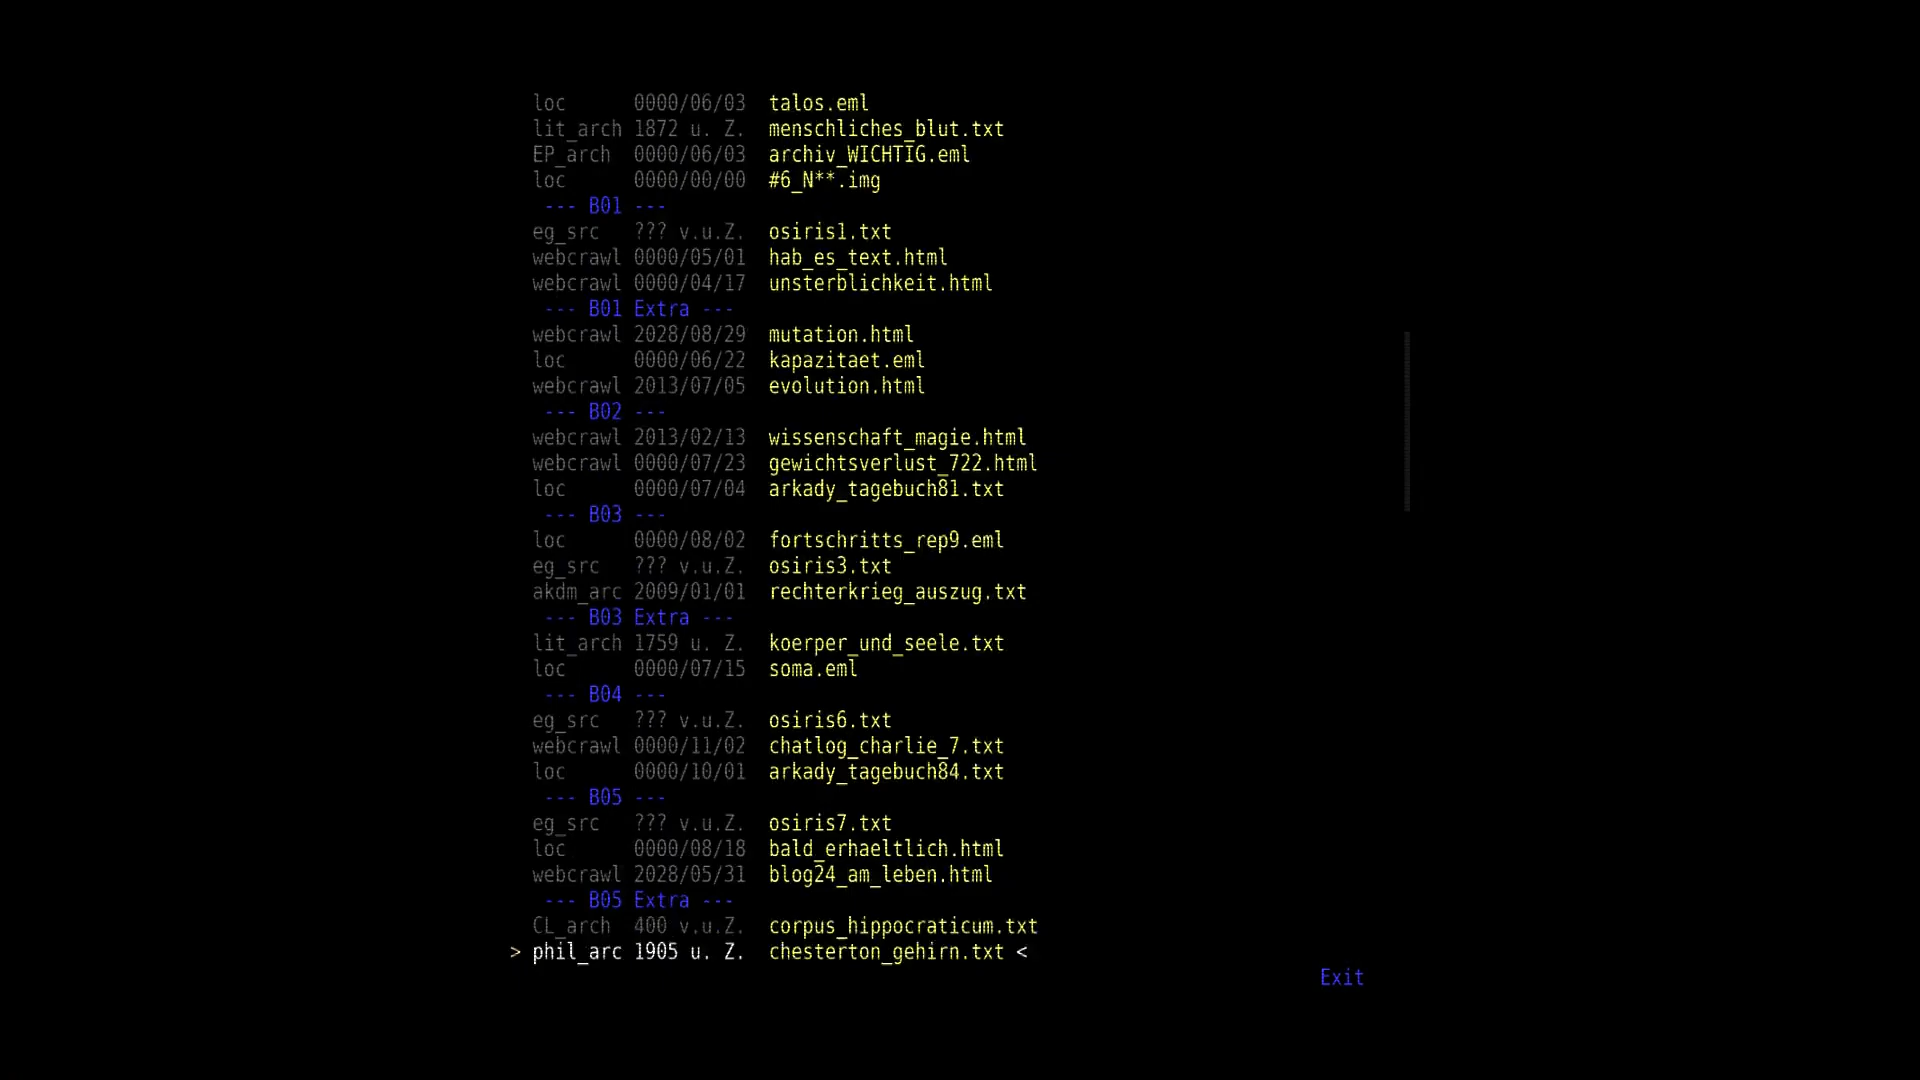 loc 0000/06/03 talos.eml
lit_arch 1872 u. Z. menschliches_blut.txt
EP_arch 0000/06/03 archiv_WICHTIG.eml
loc 0000/00/00 #6_N**.img
--- B01 ---
eg_src ??? v.u.Z. osiris1.txt
webcrawl 0000/05/01 hab_es_text.html
webcrawl 0000/04/17 unsterblichkeit.html
--- B01 Extra ---
webcrawl 2028/08/29 mutation.html
loc 0000/06/22 kapazitaet.eml
webcrawl 2013/07/05 evolution.html
--- B02 ---
webcrawl 2013/02/13 wissenschaft_magie.html
webcrawl 0000/07/23 gewichtsverlust_722.html
loc 0000/07/04 arkady_tagebuch81.txt
--- B03 ---
loc 0000/08/02 fortschritts_rep9.eml
eg_src ??? v.u.Z. osiris3.txt
akdm_arc 2009/01/01 rechterkrieg_auszug.txt
--- B03 Extra ---
lit_arch 1759 u. Z. koerper_und_seele.txt
loc 0000/07/15 soma.eml
--- B04 ---
eg_src ??? v.u.Z. osiris6.txt
webcrawl 0000/11/02 chatlog_charlie_7.txt
loc 0000/10/01 arkady_tagebuch84.txt
--- B05 ---
eg_src ??? v.u.Z. osiris7.txt
loc 0000/08/18 bald_erhaeltlich.html
webcrawl 2028/05/31 blog24_am_leben.html
--- B05 Extra ---
CL_arch 400 v.u.Z. corpus_hippocraticum.txt
> phil_arc 1905 u. Z. chesterton_gehirn.txt <
Exit